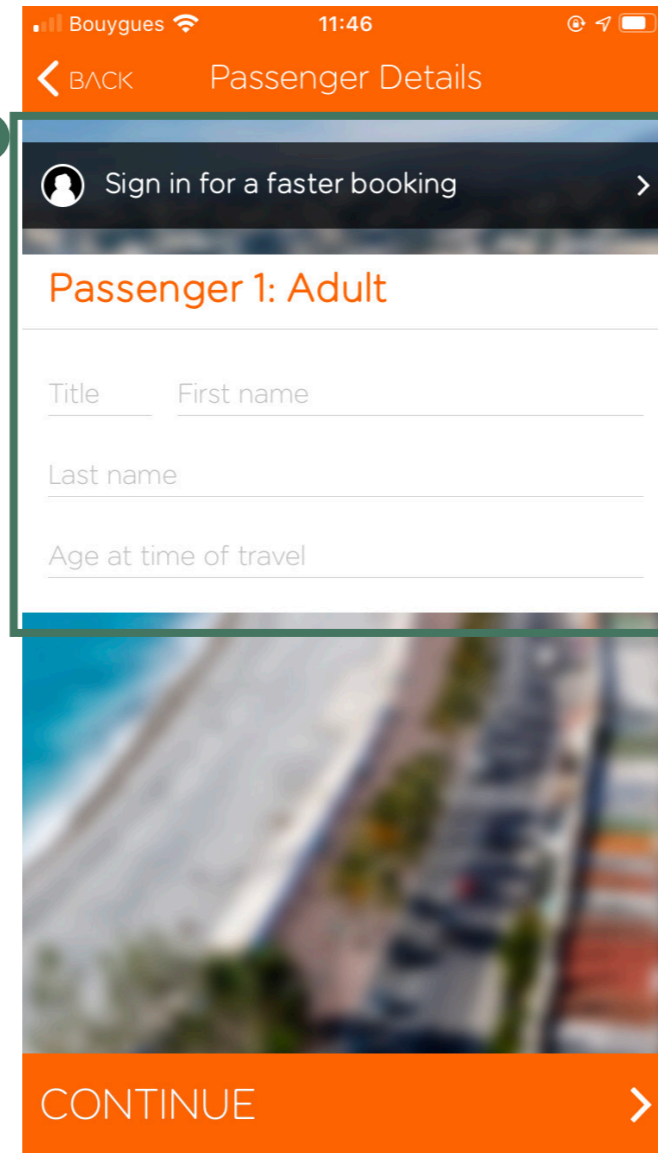 Bouygues 11:46
BACK Passenger Details
Sign in for a faster booking
Passenger 1: Adult
Title First name
Last name
Age at time of travel
CONTINUE